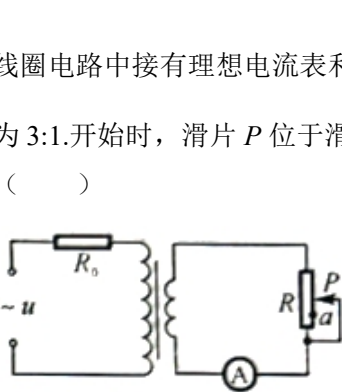 线圈电路中接有理想电流表和
为 3:1.开始时，滑片 P 位于滑
（　　）
R₀
~ u
R
P
a
A